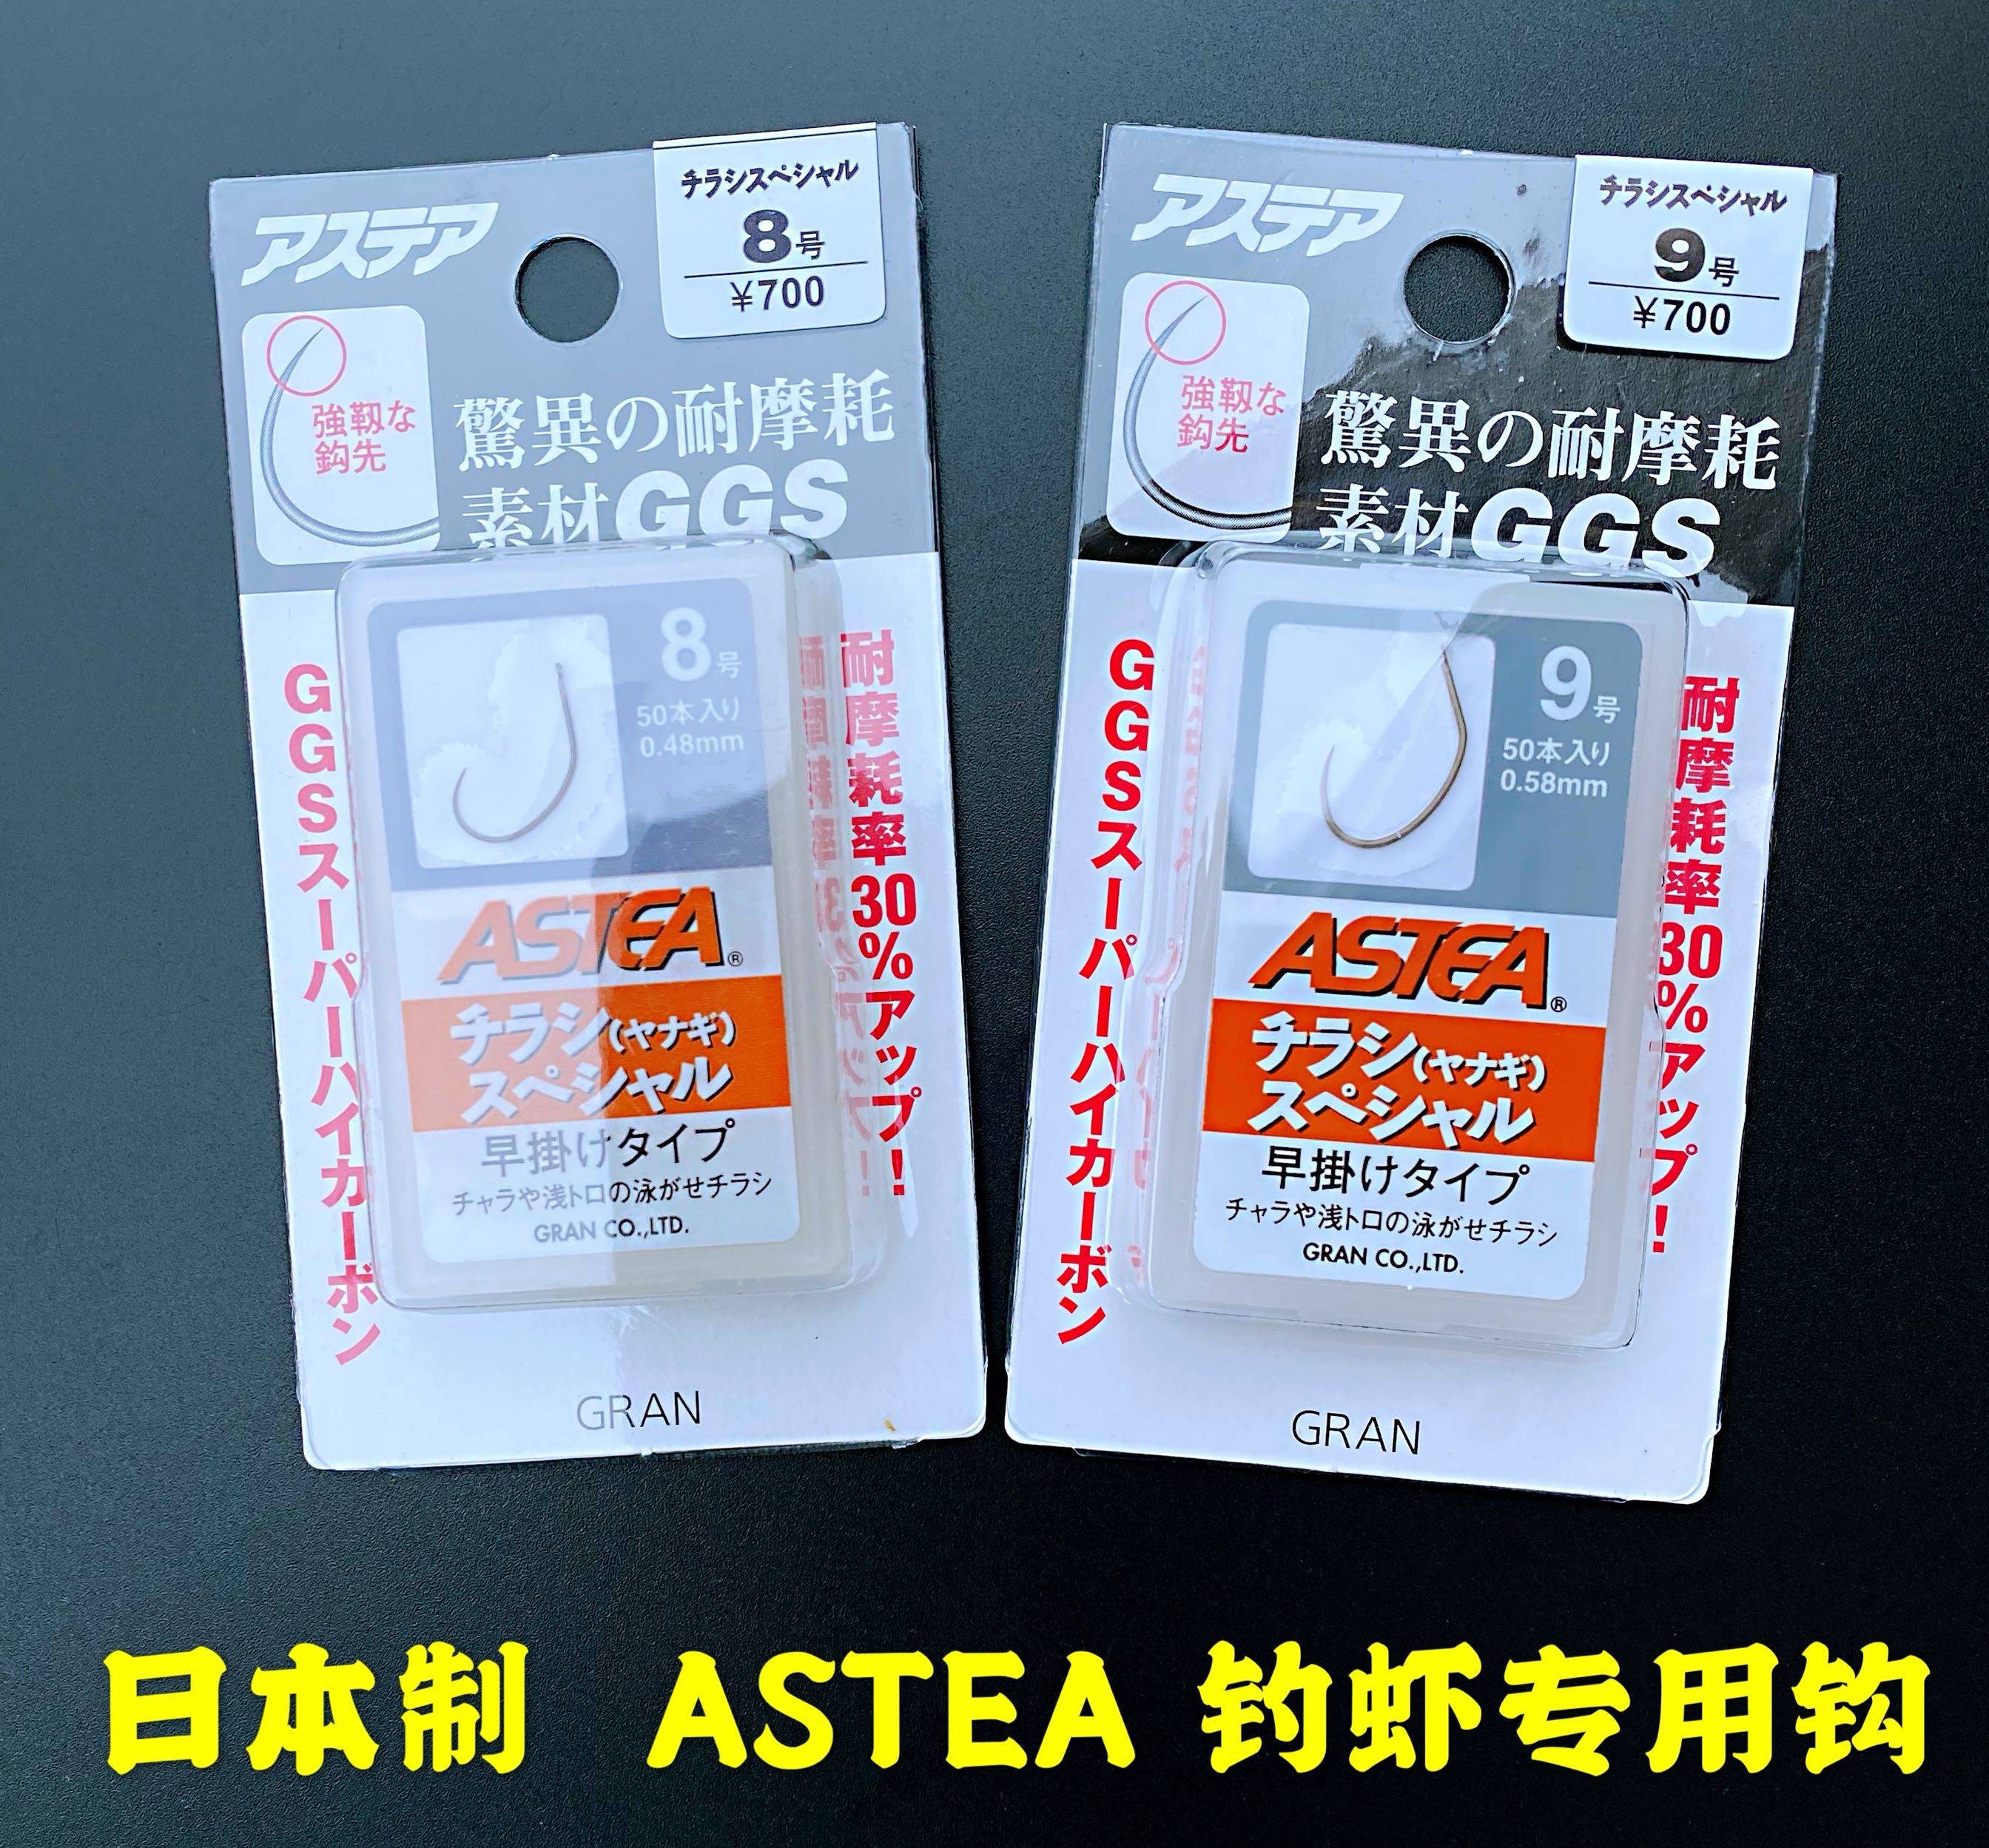 アステア
チラシスペシャル
8号
¥700
強靱な
鈎先
驚異の耐摩耗
素材GGS
8号
50本入り
0.48mm
GGSスーパーハイカーボン
耐摩耗率30%アップ!
ASTEA®
チラシ(ヤナギ)
スペシャル
早掛けタイプ
チャラや浅トロの泳がせチラシ
GRAN CO.,LTD.
GRAN
アステア
チラシスペシャル
9号
¥700
強靱な
鈎先
驚異の耐摩耗
素材GGS
9号
50本入り
0.58mm
GGSスーパーハイカーボン
耐摩耗率30%アップ!
ASTEA®
チラシ(ヤナギ)
スペシャル
早掛けタイプ
チャラや浅トロの泳がせチラシ
GRAN CO.,LTD.
GRAN
日本制 ASTEA 钓虾专用钩